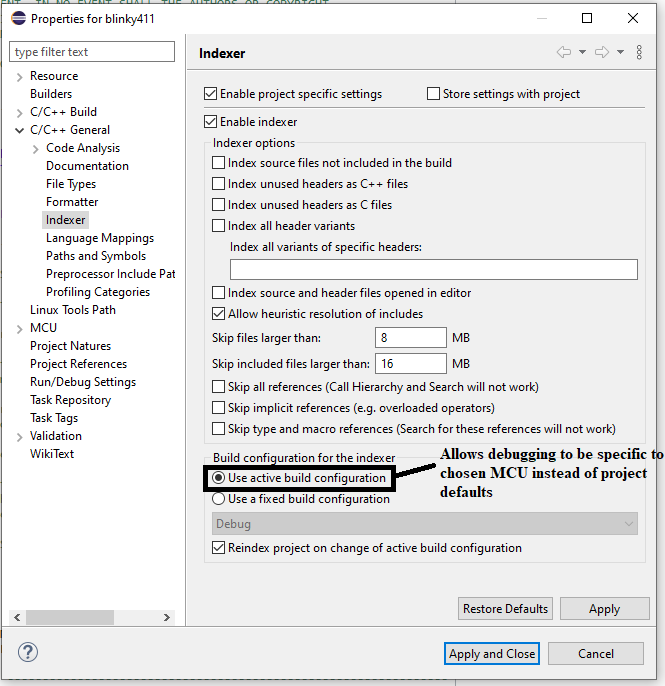 ENT. IN NO EVENT SHALL THE AUTHORS OR COPYRIGHT
Properties for blinky411
type filter text
Resource
Builders
C/C++ Build
C/C++ General
Code Analysis
Documentation
File Types
Formatter
Indexer
Language Mappings
Paths and Symbols
Preprocessor Include Pat
Profiling Categories
Linux Tools Path
MCU
Project Natures
Project References
Run/Debug Settings
Task Repository
Task Tags
Validation
WikiText
Indexer
Enable project specific settings
Store settings with project
Enable indexer
Indexer options
Index source files not included in the build
Index unused headers as C++ files
Index unused headers as C files
Index all header variants
Index all variants of specific headers:
Index source and header files opened in editor
Allow heuristic resolution of includes
Skip files larger than:
8
MB
Skip included files larger than:
16
MB
Skip all references (Call Hierarchy and Search will not work)
Skip implicit references (e.g. overloaded operators)
Skip type and macro references (Search for these references will not work)
Build configuration for the indexer
Use active build configuration
Allows debugging to be specific to
chosen MCU instead of project
defaults
Use a fixed build configuration
Debug
Reindex project on change of active build configuration
Restore Defaults
Apply
?
Apply and Close
Cancel